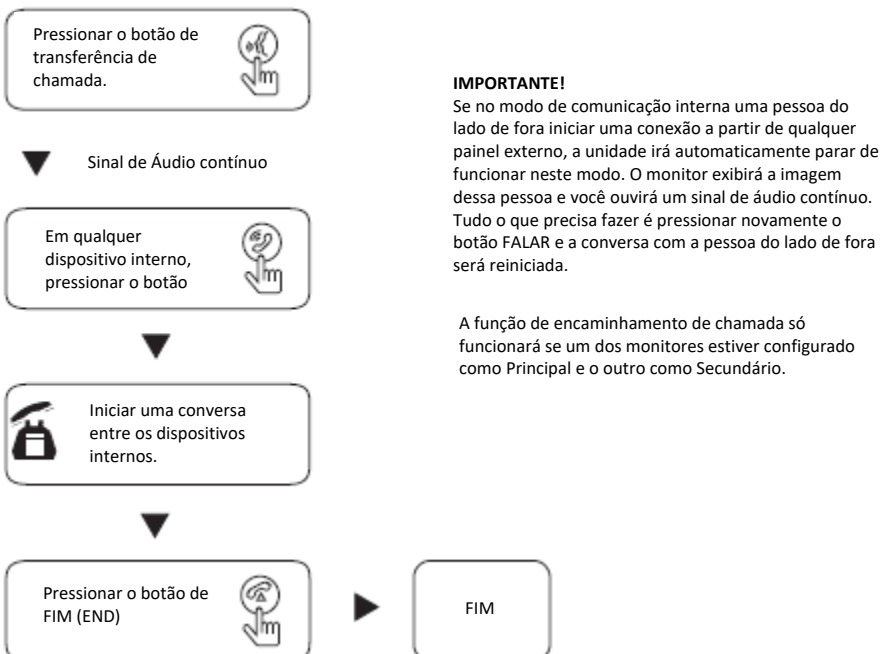 Pressionar o botão de
transferência de
chamada.
Sinal de Áudio contínuo
Em qualquer
dispositivo interno,
pressionar o botão
Iniciar uma conversa
entre os dispositivos
internos.
Pressionar o botão de
FIM (END)
FIM
IMPORTANTE!
Se no modo de comunicação interna uma pessoa do
lado de fora iniciar uma conexão a partir de qualquer
painel externo, a unidade irá automaticamente parar de
funcionar neste modo. O monitor exibirá a imagem
dessa pessoa e você ouvirá um sinal de áudio contínuo.
Tudo o que precisa fazer é pressionar novamente o
botão FALAR e a conversa com a pessoa do lado de fora
será reiniciada.
A função de encaminhamento de chamada só
funcionará se um dos monitores estiver configurado
como Principal e o outro como Secundário.